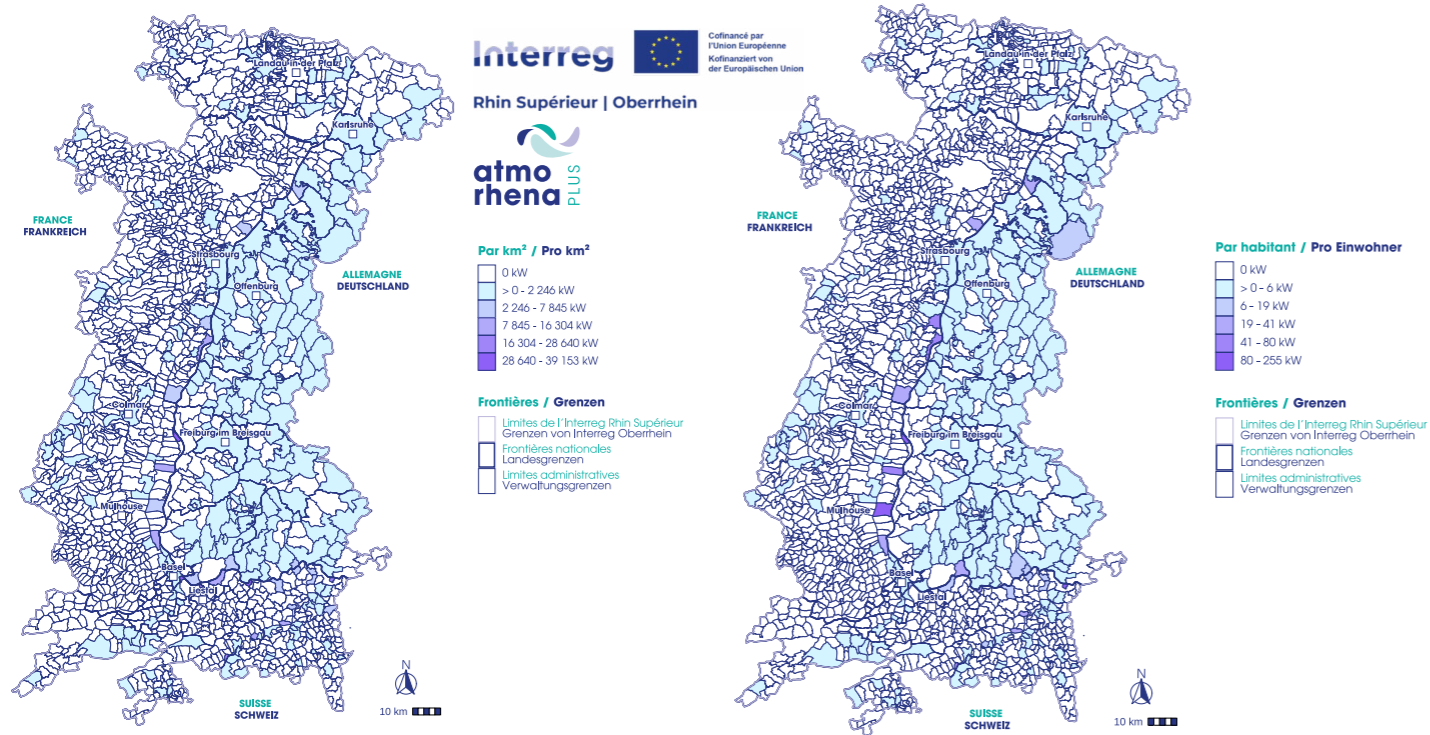 Landau in der Pfalz
Karlsruhe
FRANCE
FRANKREICH
Strasbourg
ALLEMAGNE
DEUTSCHLAND
Offenburg
Colmar
Freiburg im Breisgau
Mulhouse
Basel
Liestal
SUISSE
SCHWEIZ
N
10 km
Interreg
Cofinancé par
l'Union Européenne
Kofinanziert von
der Europäischen Union
Rhin Supérieur | Oberrhein
atmo
rhena
PLUS
Par km² / Pro km²
0 kW
> 0 - 2 246 kW
2 246 - 7 845 kW
7 845 - 16 304 kW
16 304 - 28 640 kW
28 640 - 39 153 kW
Frontières / Grenzen
Limites de l'Interreg Rhin Supérieur
Grenzen von Interreg Oberrhein
Frontières nationales
Landesgrenzen
Limites administratives
Verwaltungsgrenzen
Landau in der Pfalz
Karlsruhe
FRANCE
FRANKREICH
Strasbourg
ALLEMAGNE
DEUTSCHLAND
Offenburg
Colmar
Freiburg im Breisgau
Mulhouse
Basel
Liestal
SUISSE
SCHWEIZ
N
10 km
Par habitant / Pro Einwohner
0 kW
> 0 - 6 kW
6 - 19 kW
19 - 41 kW
41 - 80 kW
80 - 255 kW
Frontières / Grenzen
Limites de l'Interreg Rhin Supérieur
Grenzen von Interreg Oberrhein
Frontières nationales
Landesgrenzen
Limites administratives
Verwaltungsgrenzen